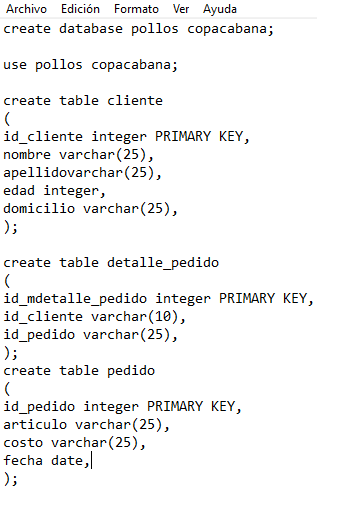 Archivo Edición Formato Ver Ayuda
create database pollos copacabana;
use pollos copacabana;
create table cliente
(
id_cliente integer PRIMARY KEY,
nombre varchar(25),
apellidovarchar(25),
edad integer,
domicilio varchar(25),
);
create table detalle_pedido
(
id_mdetalle_pedido integer PRIMARY KEY,
id_cliente varchar(10),
id_pedido varchar(25),
);
create table pedido
(
id_pedido integer PRIMARY KEY,
articulo varchar(25),
costo varchar(25),
fecha date,
);